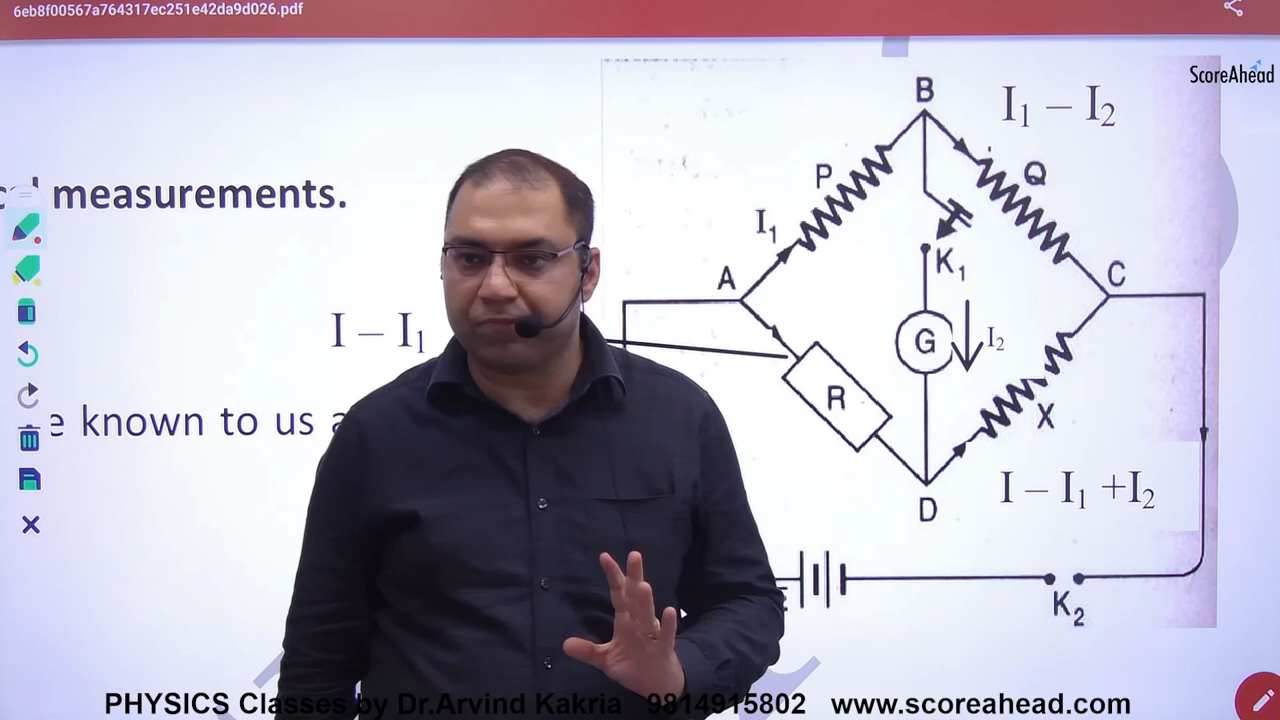 6eb8f00567a764317ec251e42da9d026.pdf
ScoreAhead
measurements.
B
I₁ – I₂
P
Q
I₁
K₁
A
C
I – I₁
G
I₂
R
X
e known to us a
I – I₁ +I₂
D
K₂
PHYSICS Classes by Dr.Arvind Kakria 9814915802 www.scoreahead.com